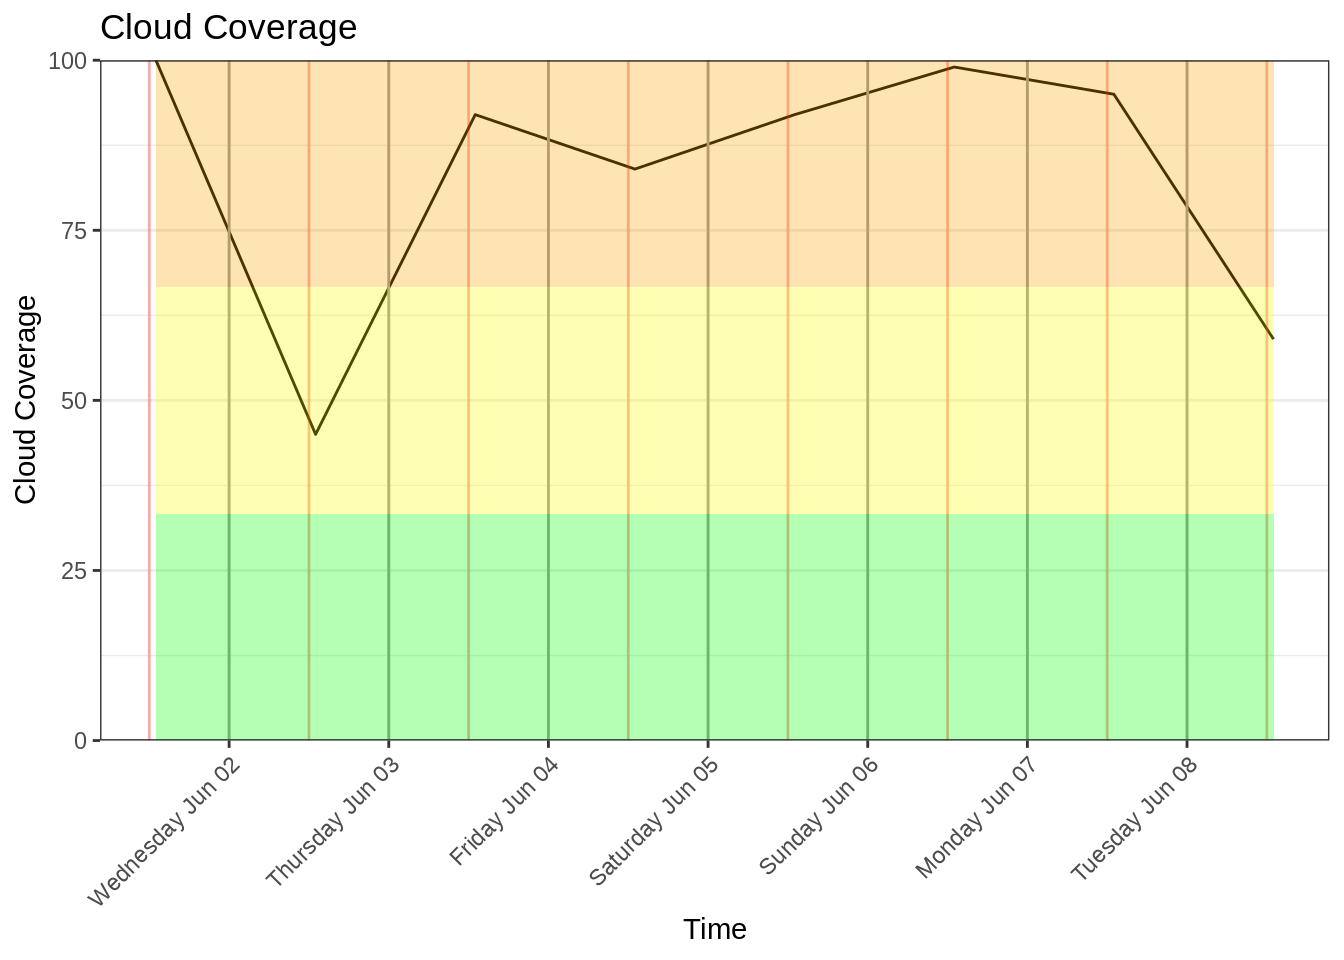 Cloud Coverage
Cloud Coverage
100
75
50
25
0
Wednesday Jun 02
Thursday Jun 03
Friday Jun 04
Saturday Jun 05
Sunday Jun 06
Monday Jun 07
Tuesday Jun 08
Time